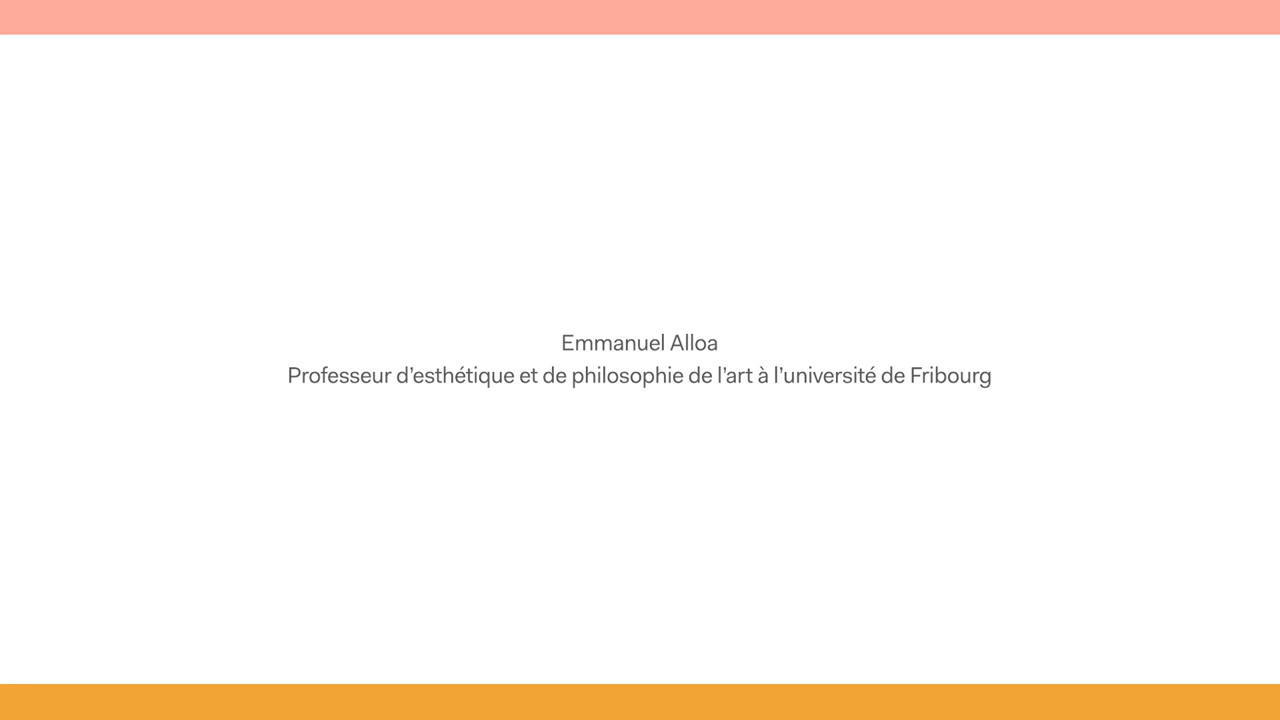 Emmanuel Alloa
Professeur d’esthétique et de philosophie de l’art à l’université de Fribourg